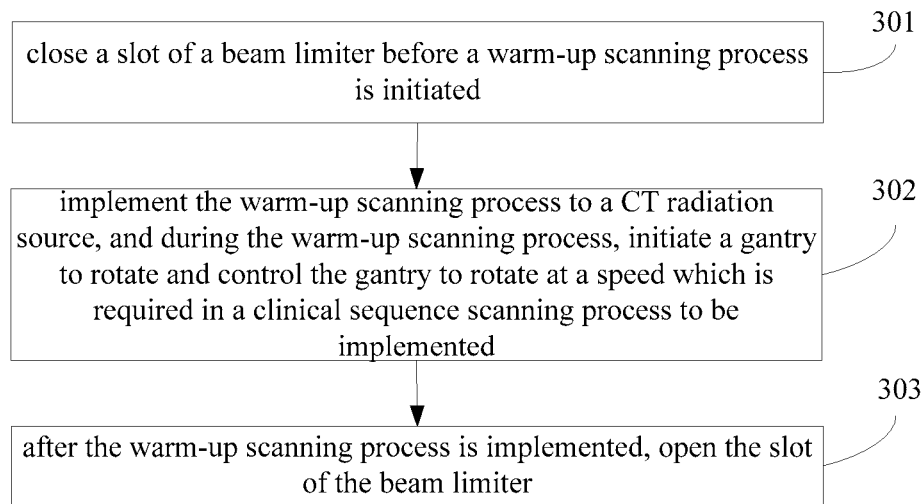 301
close a slot of a beam limiter before a warm-up scanning process
is initiated
302
implement the warm-up scanning process to a CT radiation
source, and during the warm-up scanning process, initiate a gantry
to rotate and control the gantry to rotate at a speed which is
required in a clinical sequence scanning process to be
implemented
303
after the warm-up scanning process is implemented, open the slot
of the beam limiter